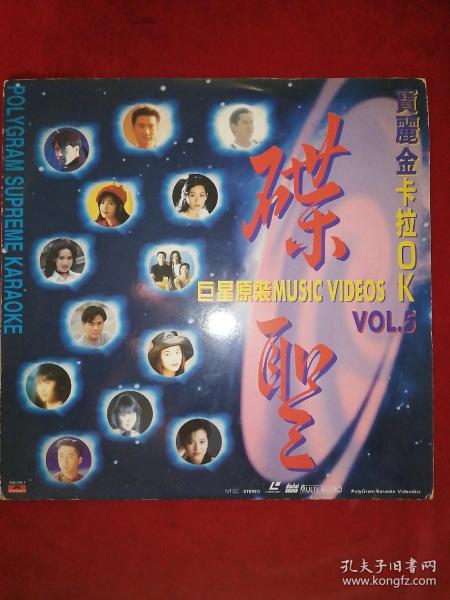 POLYGRAM SUPREME KARAOKE
寶麗金卡拉OK
碟聖
巨星原裝MUSIC VIDEOS
VOL.5
NTSC STEREO
MULTI AUDIO
PolyGram Karaoke Videodisc
孔夫子旧书网
www.kongfz.com